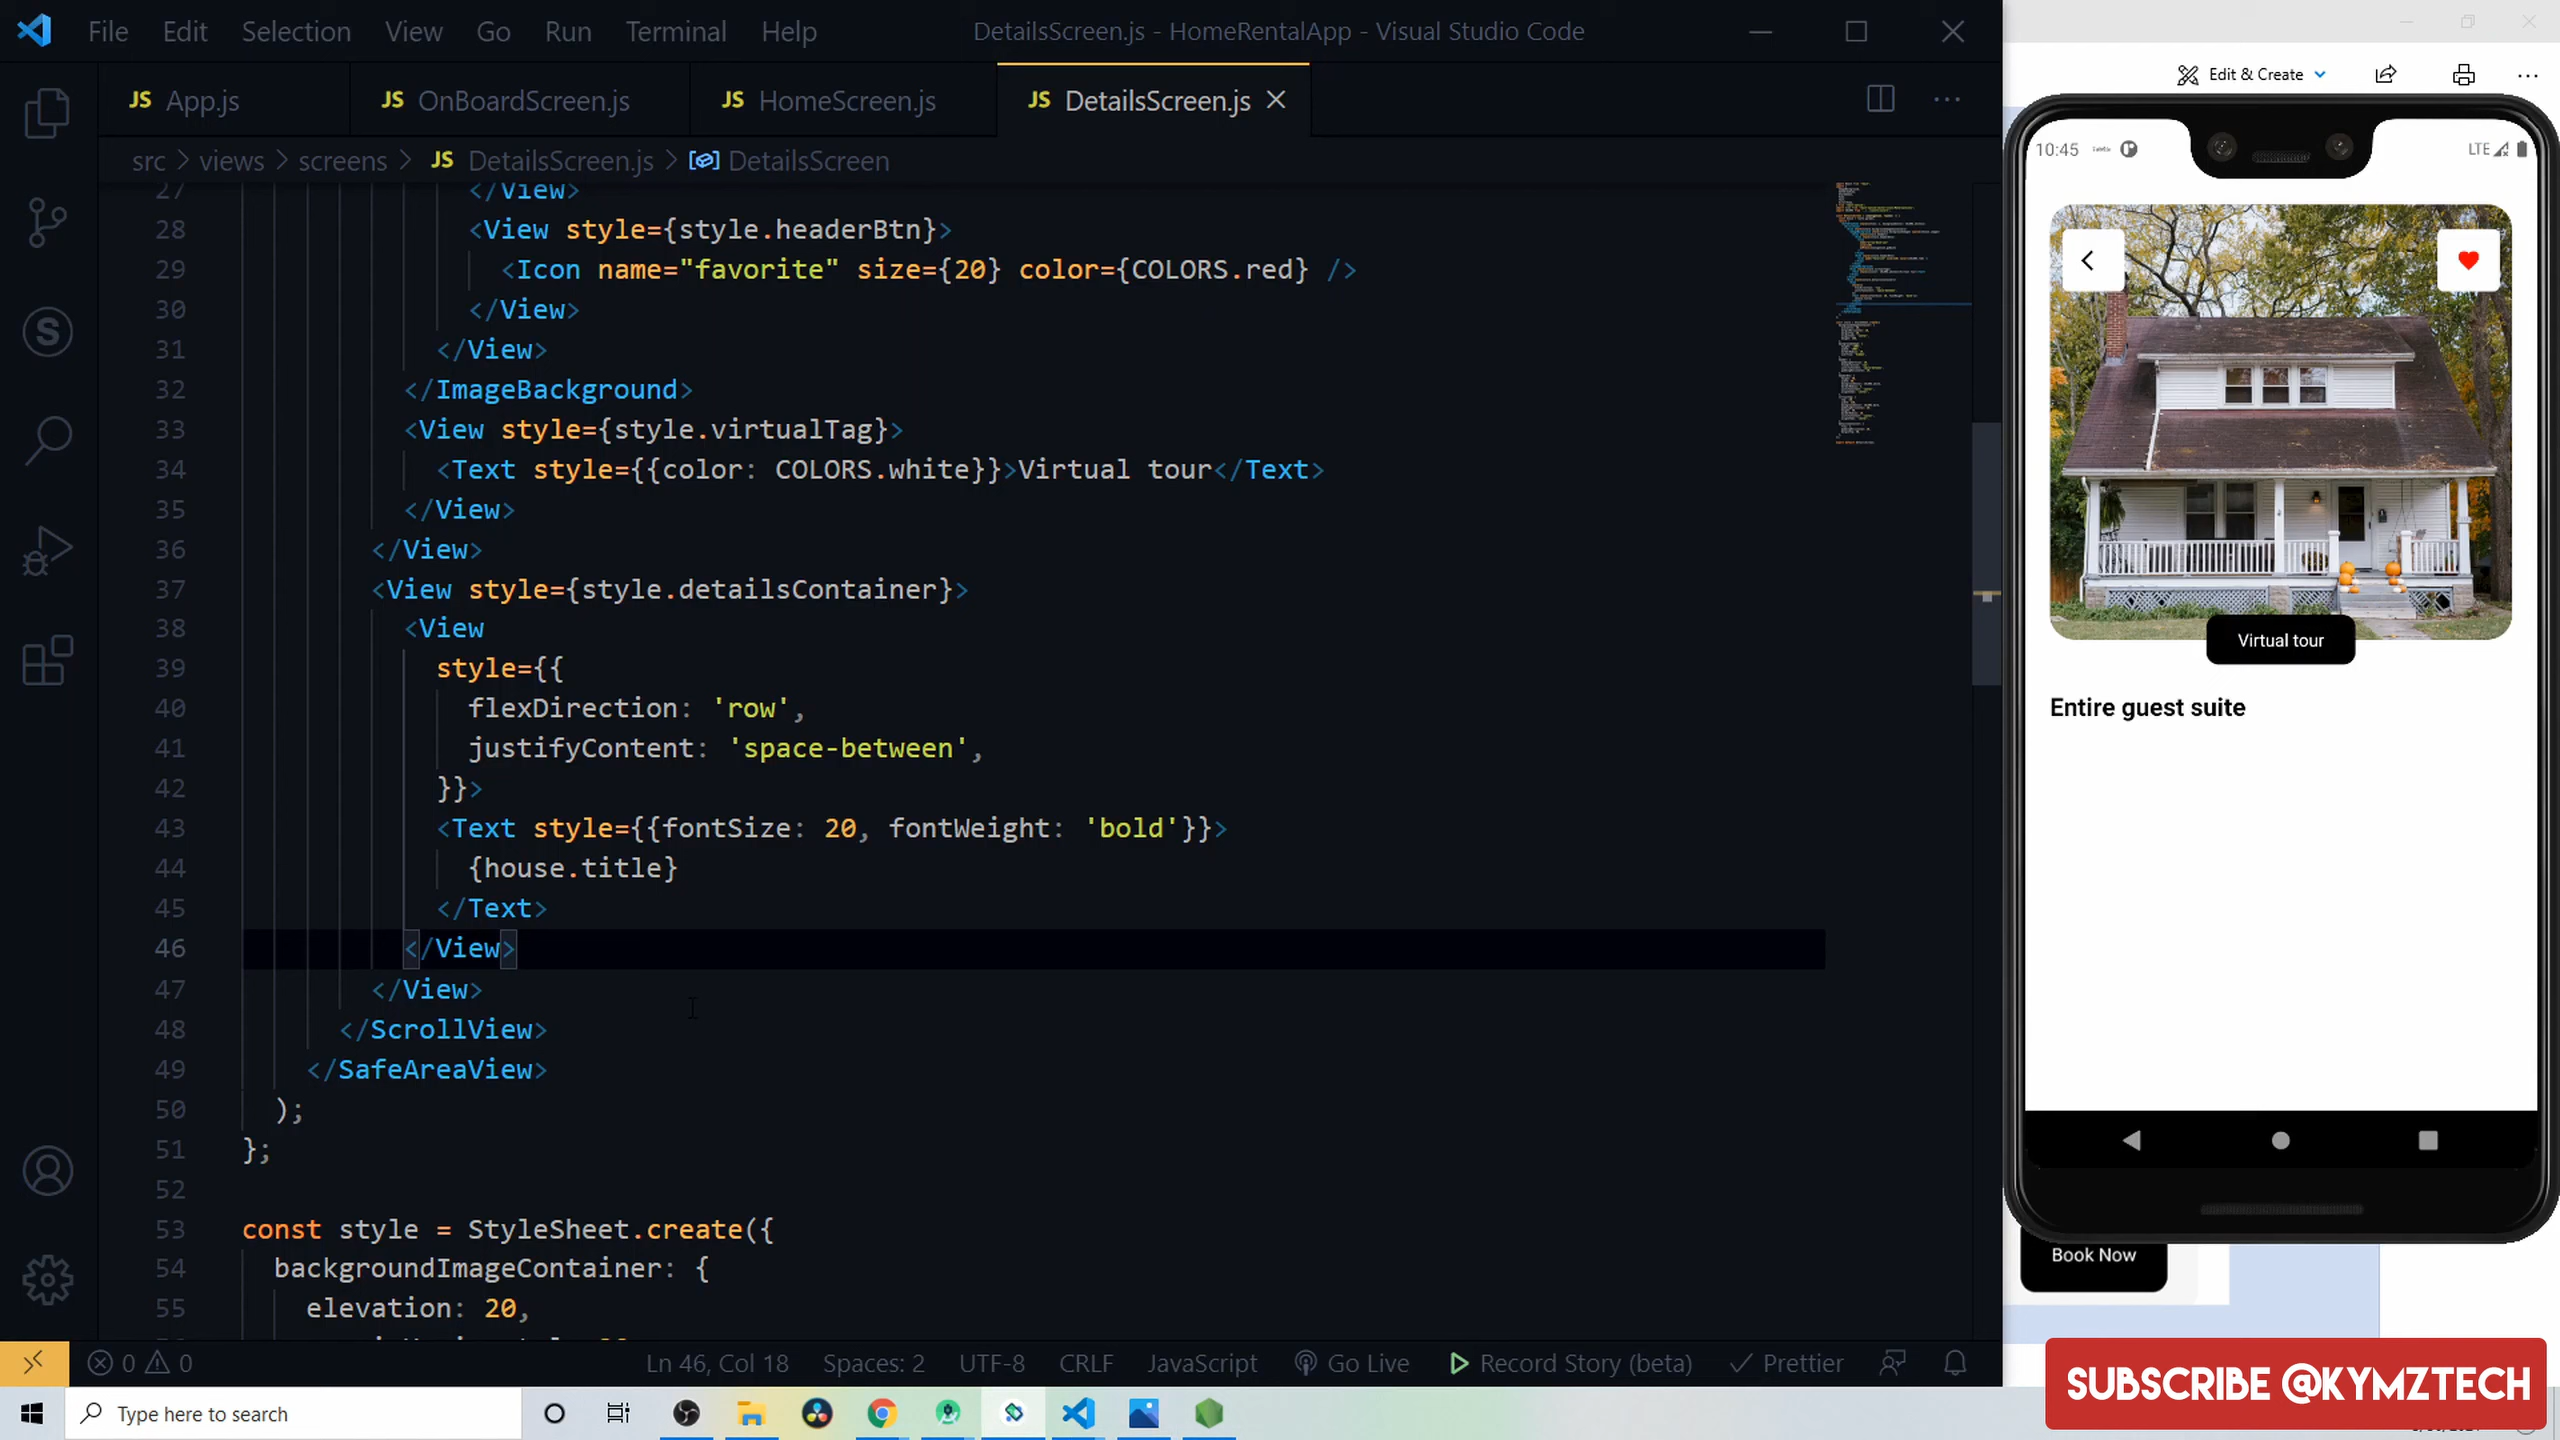 File Edit Selection View Go Run Terminal Help DetailsScreen.js - HomeRentalApp - Visual Studio Code
JS App.js JS OnBoardScreen.js JS HomeScreen.js JS DetailsScreen.js
src > views > screens > JS DetailsScreen.js > DetailsScreen
27 </View>
28 <View style={style.headerBtn}>
29 <Icon name="favorite" size={20} color={COLORS.red} />
30 </View>
31 </View>
32 </ImageBackground>
33 <View style={style.virtualTag}>
34 <Text style={{color: COLORS.white}}>Virtual tour</Text>
35 </View>
36 </View>
37 <View style={style.detailsContainer}>
38 <View
39 style={{
40 flexDirection: 'row',
41 justifyContent: 'space-between',
42 }}>
43 <Text style={{fontSize: 20, fontWeight: 'bold'}}>
44 {house.title}
45 </Text>
46 </View>
47 </View>
48 </ScrollView>
49 </SafeAreaView>
50 );
51 };
52
53 const style = StyleSheet.create({
54 backgroundImageContainer: {
55 elevation: 20,
0 0 Ln 46, Col 18 Spaces: 2 UTF-8 CRLF JavaScript Go Live Record Story (beta) Prettier
Type here to search
Edit & Create
10:45 LTE
Virtual tour
Entire guest suite
Book Now
SUBSCRIBE @KYMZTECH